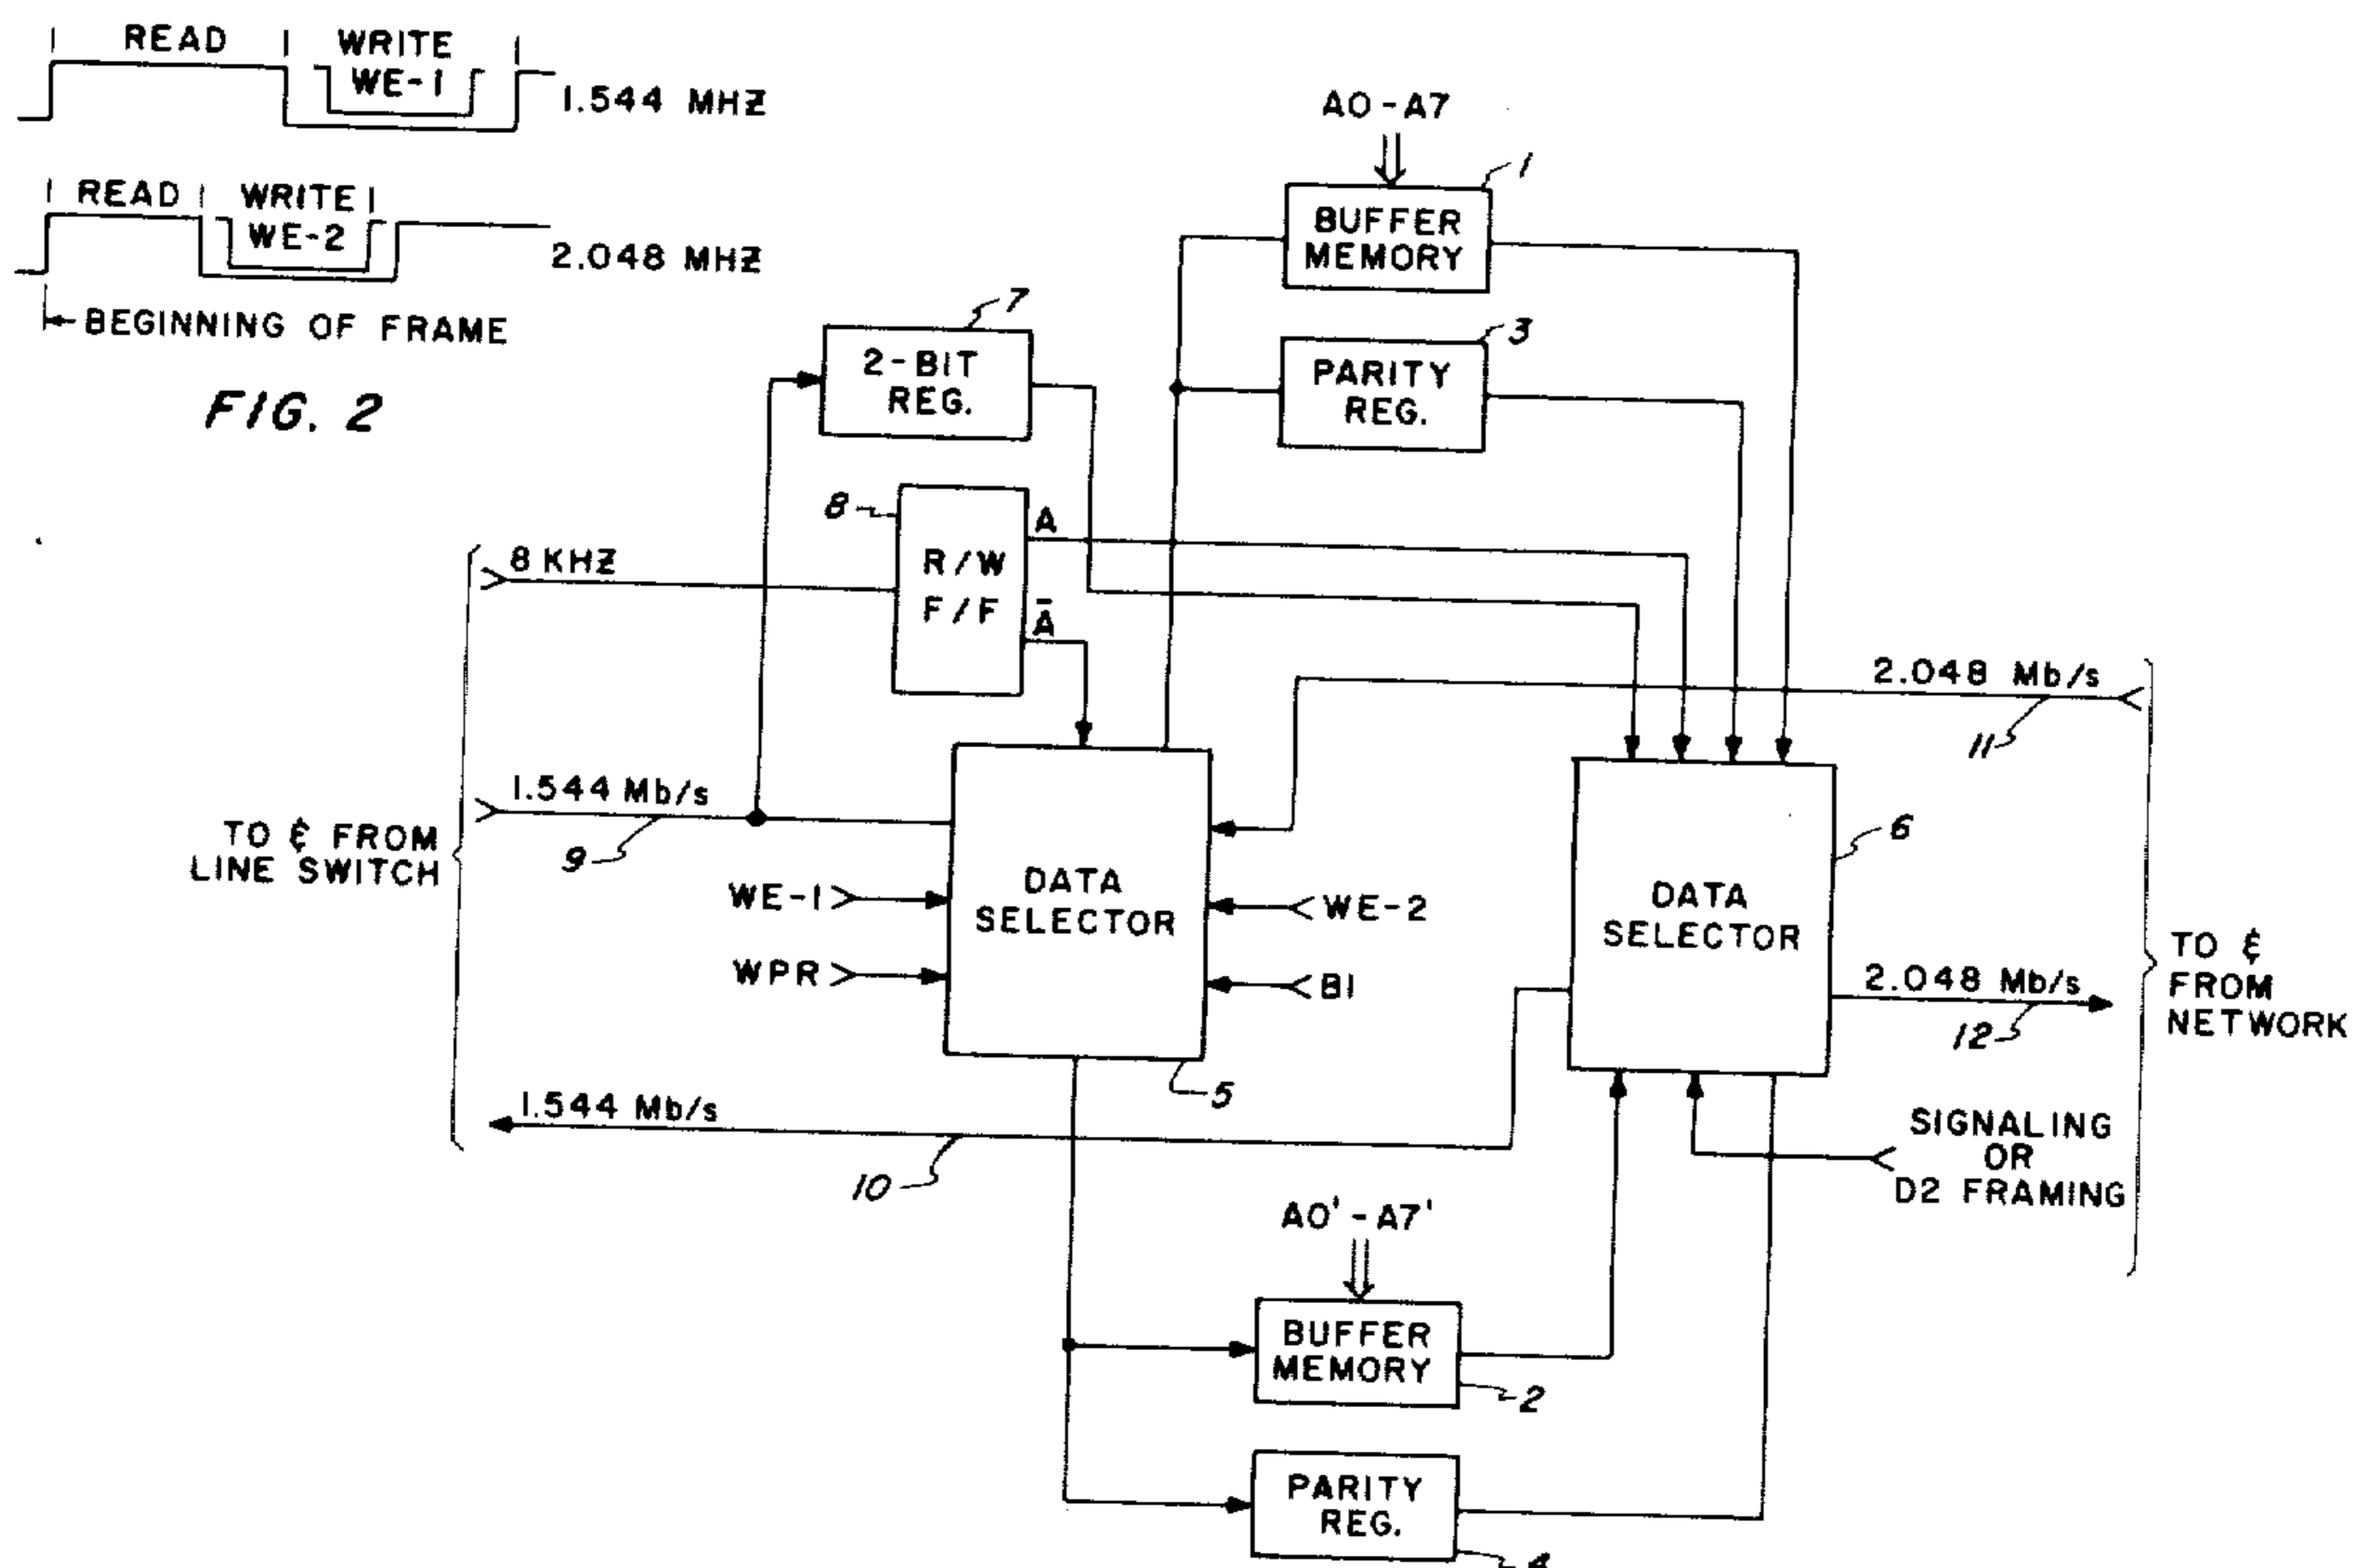 READ
WRITE
WE-1
1.544 MHZ
READ
WRITE
WE-2
2.048 MHZ
BEGINNING OF FRAME
FIG. 2
A0-A7
1
BUFFER
MEMORY
7
2-BIT
REG.
3
PARITY
REG.
8
A
R/W
F/F
Ā
8 KHZ
2.048 Mb/s
11
1.544 Mb/s
9
TO & FROM
LINE SWITCH
DATA
SELECTOR
WE-1
WPR
WE-2
B1
5
6
DATA
SELECTOR
2.048 Mb/s
12
TO &
FROM
NETWORK
1.544 Mb/s
10
SIGNALING
OR
D2 FRAMING
A0'-A7'
BUFFER
MEMORY
2
PARITY
REG.
4